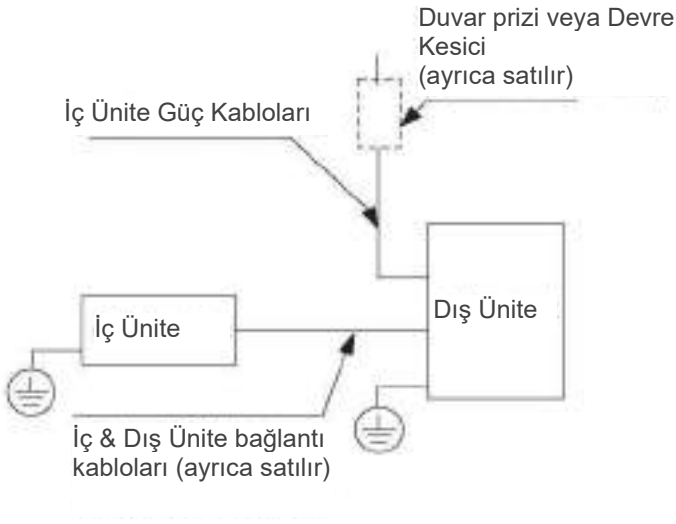 Duvar prizi veya Devre
Kesici
(ayrıca satılır)
İç Ünite Güç Kabloları
İç Ünite
Dış Ünite
İç & Dış Ünite bağlantı
kabloları (ayrıca satılır)